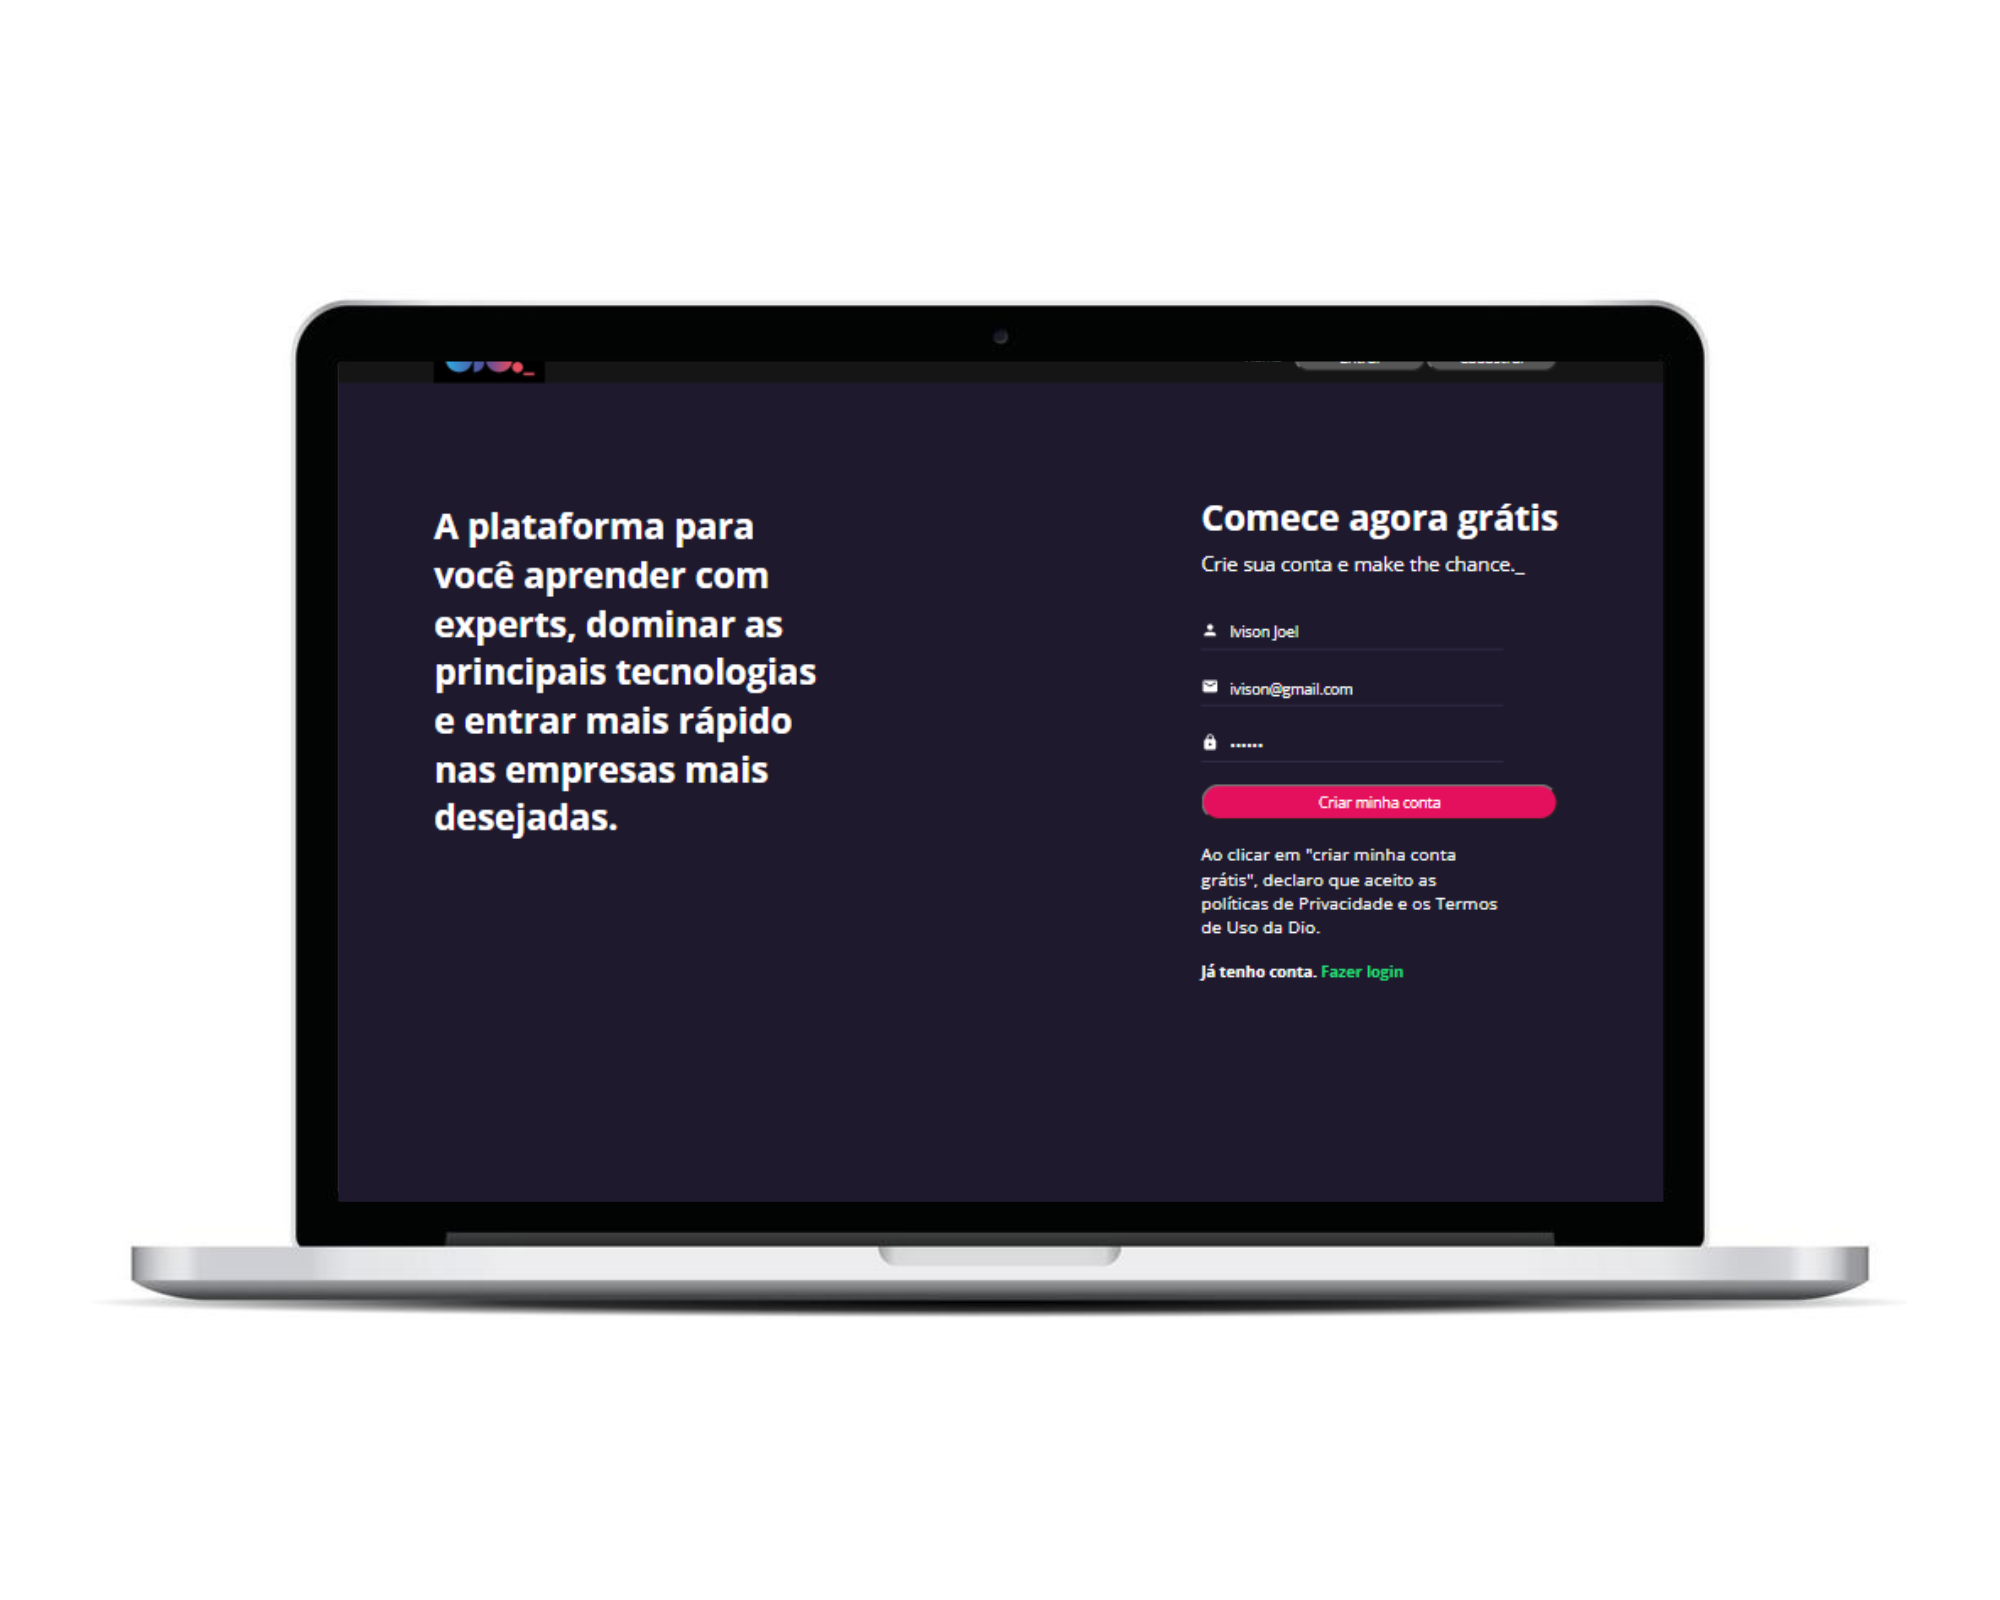 A plataforma para
você aprender com
experts, dominar as
principais tecnologias
e entrar mais rápido
nas empresas mais
desejadas.
Comece agora grátis
Crie sua conta e make the chance._
Ivison Joel
ivison@gmail.com
Criar minha conta
Ao clicar em "criar minha conta
grátis", declaro que aceito as
políticas de Privacidade e os Termos
de Uso da Dio.
Já tenho conta. Fazer login